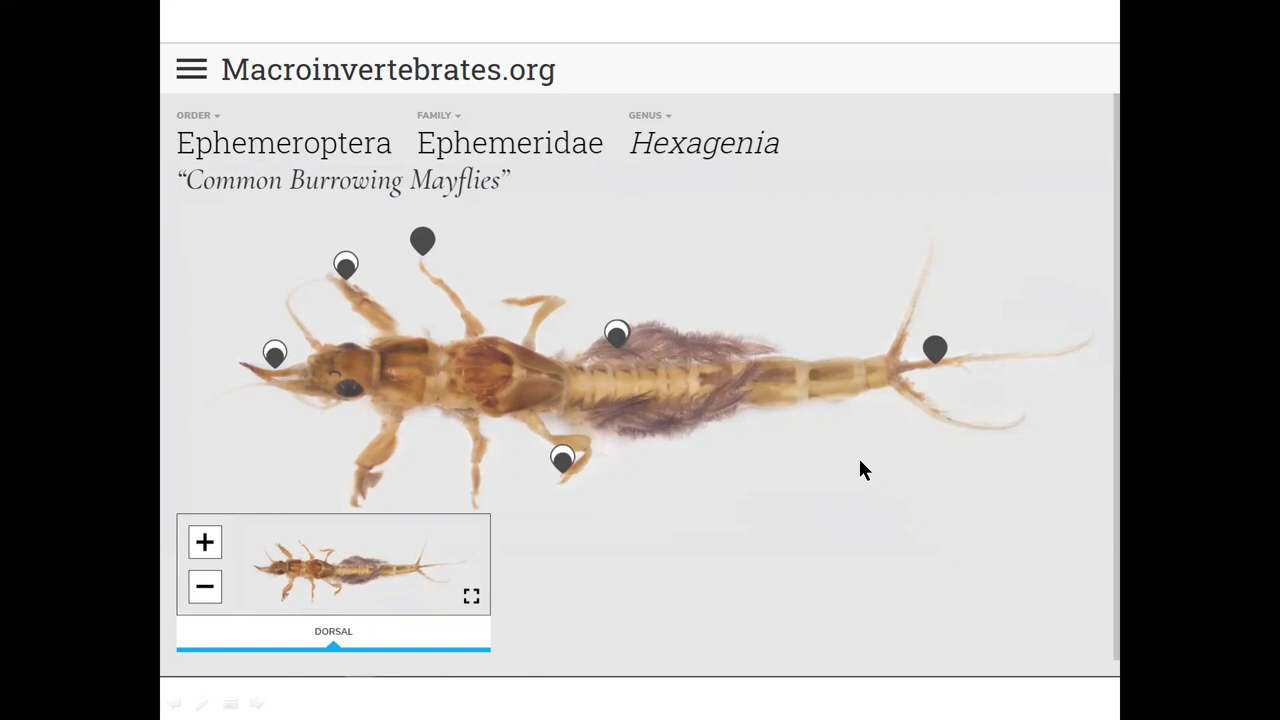 Macroinvertebrates.org
ORDER FAMILY GENUS
Ephemeroptera Ephemeridae Hexagenia
“Common Burrowing Mayflies”
DORSAL